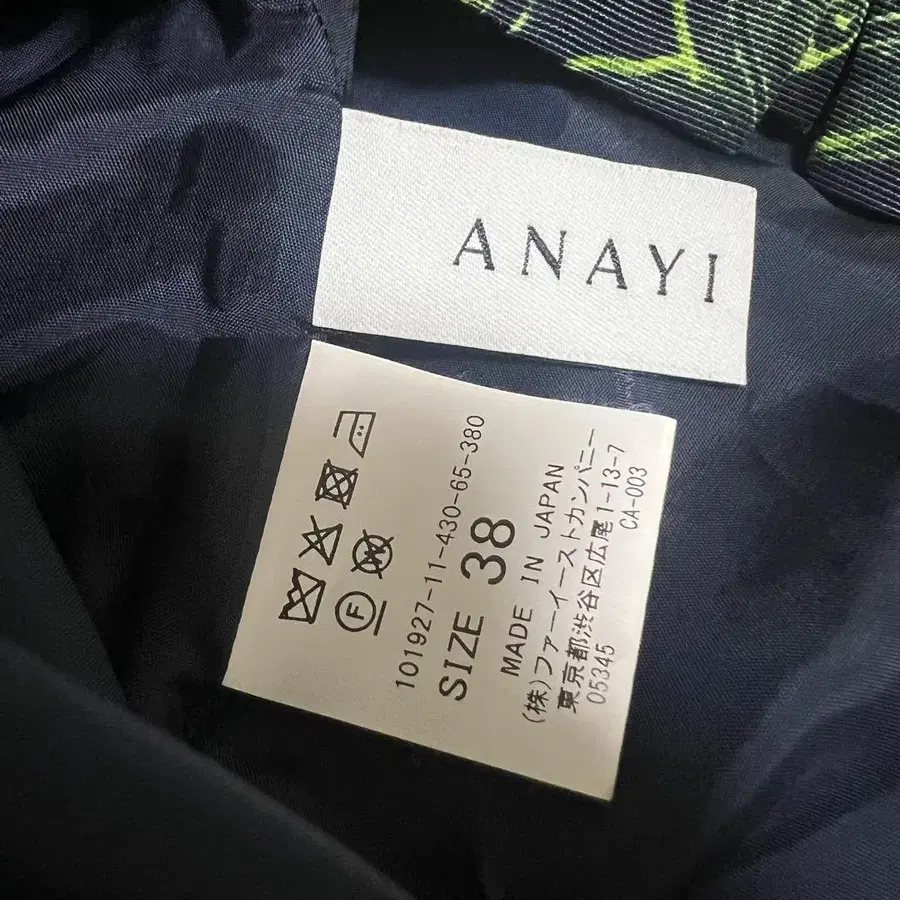 ANAYI
101927-11-430-65-380
SIZE 38
MADE IN JAPAN
(株)ファーイーストカンパニー
東京都渋谷区広尾1-13-7
05345 CA-003
F
W